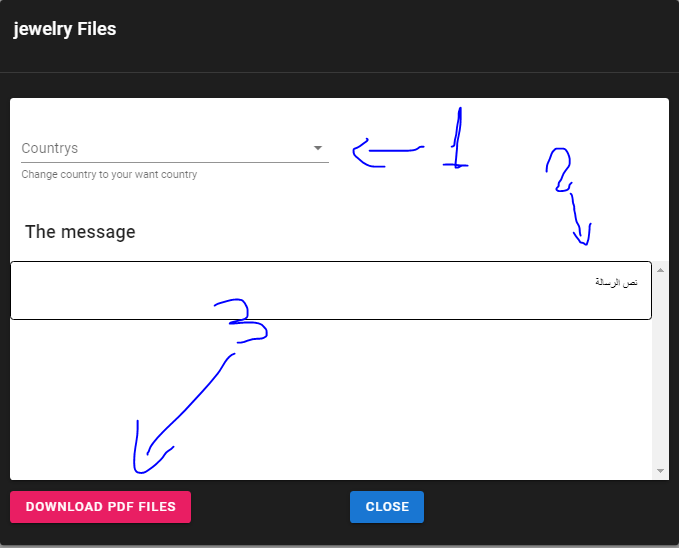 jewelry Files
Countrys
1
Change country to your want country
2
The message
نص الرسالة
3
DOWNLOAD PDF FILES
CLOSE